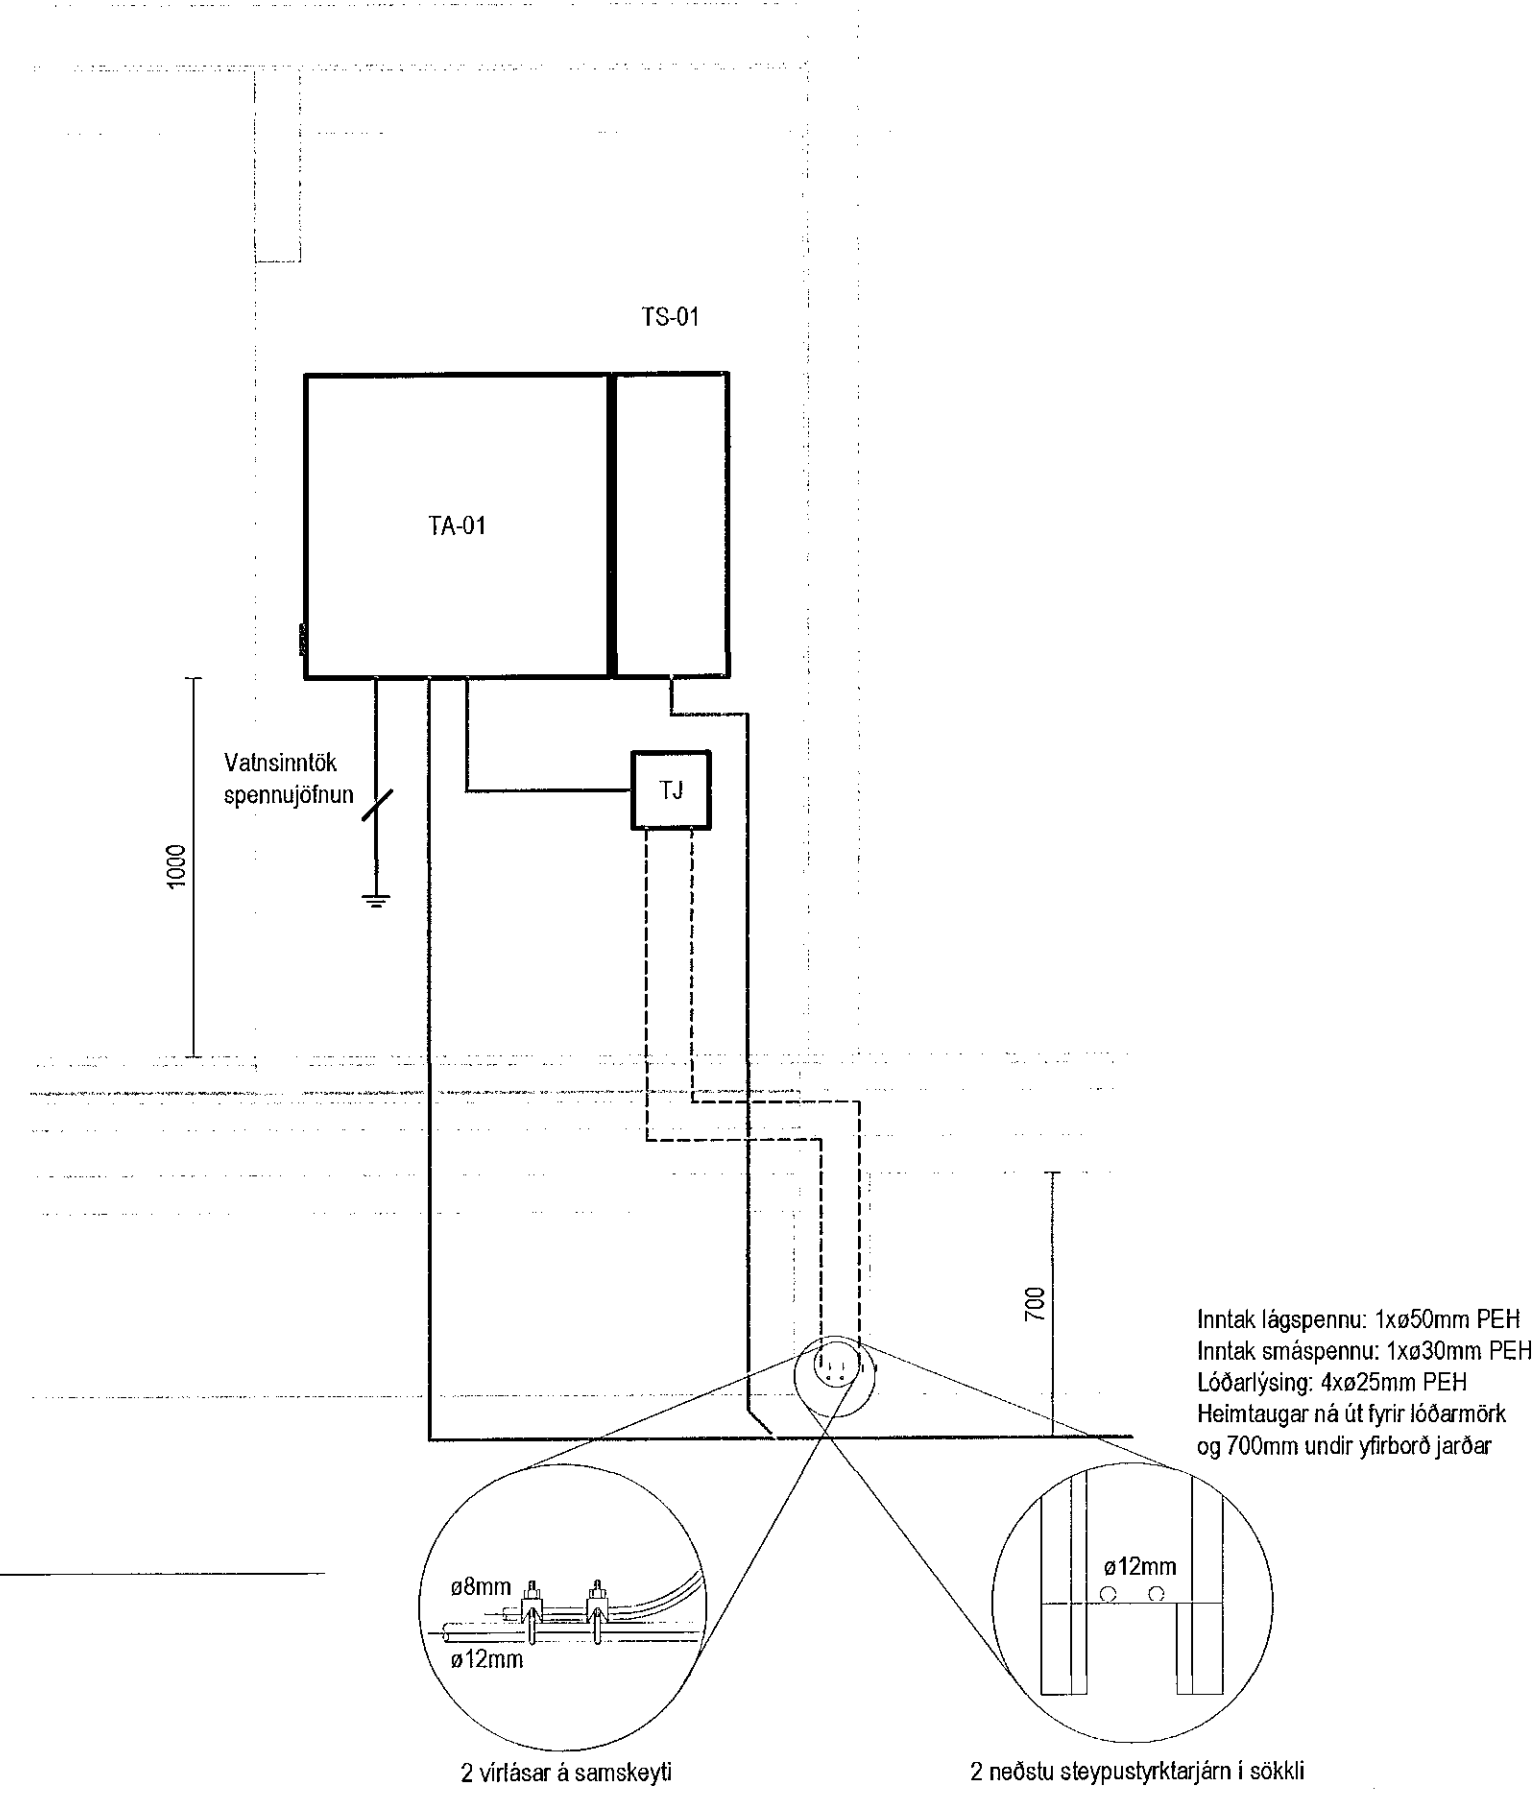 TS-01
TA-01
Vatnsinntök
spennujöfnun
TJ
1000
700
Inntak lágspennu: 1xø50mm PEH
Inntak smáspennu: 1xø30mm PEH
Lóðarlýsing: 4xø25mm PEH
Heimtaugar ná út fyrir lóðarmörk
og 700mm undir yfirborð jarðar
ø8mm
ø12mm
ø12mm
2 vírlásar á samskeyti
2 neðstu steypustyrktarjárn í sökkli